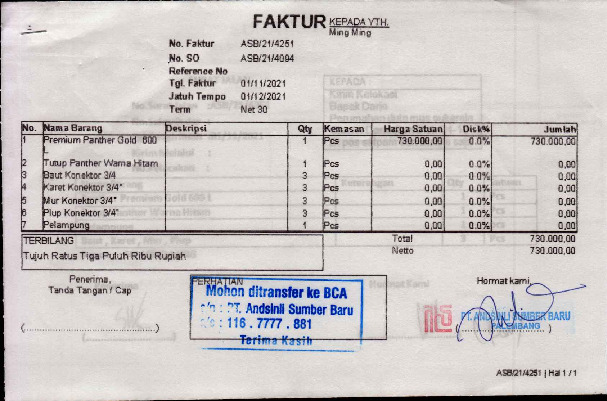 FAKTUR KEPADA YTH.
Ming Ming
No. Faktur ASB/21/4251
No. SO ASB/21/4094
Reference No
Tgl. Faktur 01/11/2021
Jatuh Tempo 01/12/2021
Term Net 30
No. Nama Barang Deskripsi Qty Kemasan Harga Satuan Disk% Jumlah
1 Premium Panther Gold 600 1 Pcs 730.000,00 0.0% 730.000,00
L
2 Tutup Panther Warna Hitam 1 Pcs 0,00 0.0% 0,00
3 Baut Konektor 3/4 3 Pcs 0,00 0.0% 0,00
4 Karet Konektor 3/4" 3 Pcs 0,00 0.0% 0,00
5 Mur Konektor 3/4" 3 Pcs 0,00 0.0% 0,00
6 Plup Konektor 3/4" 3 Pcs 0,00 0.0% 0,00
7 Pelampung 1 Pcs 0,00 0.0% 0,00
TERBILANG Total 730.000,00
Tujuh Ratus Tiga Puluh Ribu Rupiah Netto 730.000,00
Penerima, PERHATIAN Hormat kami,
Tanda Tangan / Cap
Mohon ditransfer ke BCA
a/n : PT. Andsinli Sumber Baru
: 116 . 7777 . 881
Terima Kasih
PT. ANDSINLI SUMBER BARU
PALEMBANG
(........................) (........................)
ASB/21/4251 | Hal 1 / 1